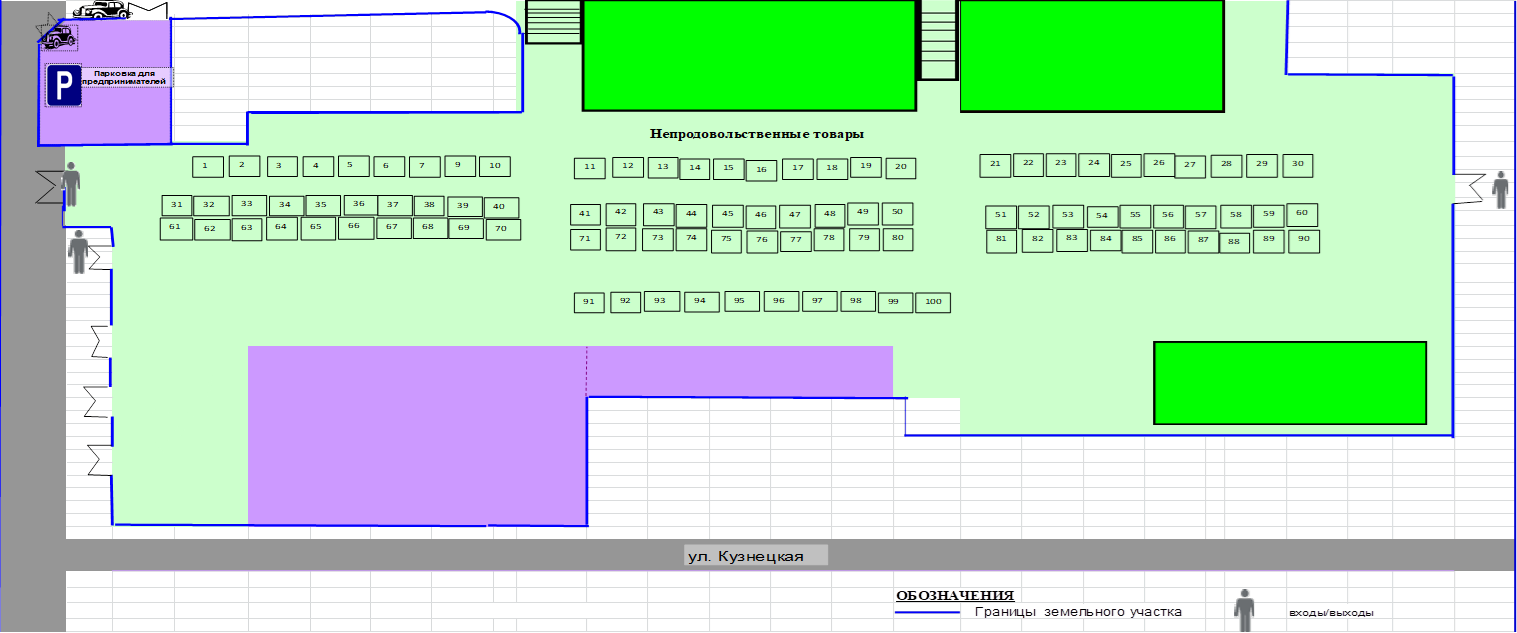 Парковка для
предпринимателей
P
Непродовольственные товары
1 2 3 4 5 6 7 9 10 11 12 13 14 15 16 17 18 19 20 21 22 23 24 25 26 27 28 29 30
31 32 33 34 35 36 37 38 39 40 41 42 43 44 45 46 47 48 49 50 51 52 53 54 55 56 57 58 59 60
61 62 63 64 65 66 67 68 69 70 71 72 73 74 75 76 77 78 79 80 81 82 83 84 85 86 87 88 89 90
91 92 93 94 95 96 97 98 99 100
ул. Кузнецкая
ОБОЗНАЧЕНИЯ
Границы земельного участка
входы/выходы